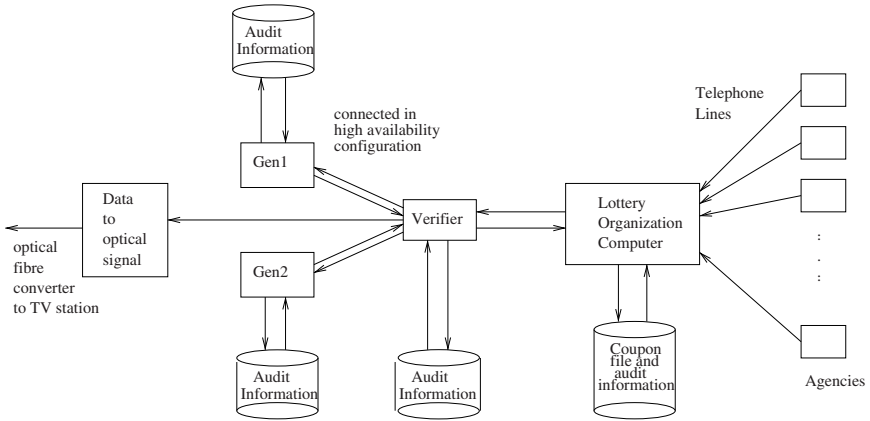 Audit
Information
connected in
high availability
configuration
Telephone
Lines
Gen1
Data
to
optical
signal
Verifier
Lottery
Organization
Computer
optical
fibre
converter
to TV station
Gen2
:
.
:
Audit
Information
Audit
Information
Coupon
file and
audit
information
Agencies